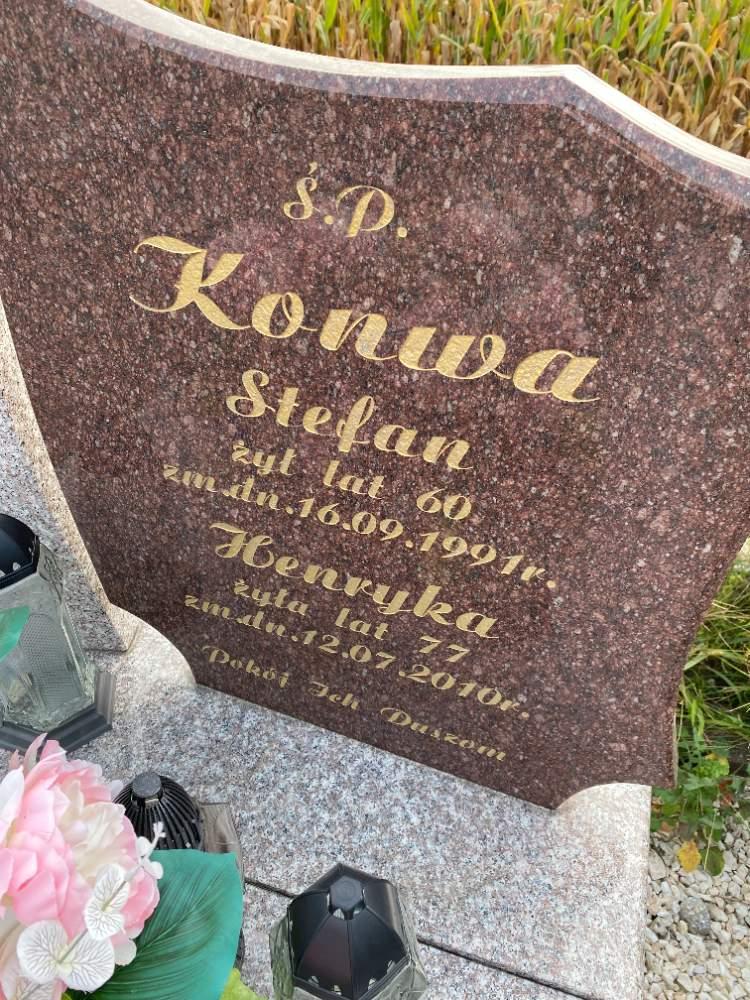 Ś.P.
Konwa
Stefan
żył lat 60
zm.dn.16.09.1991r.
Henryka
żyła lat 77
zm.dn.12.07.2010r.
Pokój Ich Duszom